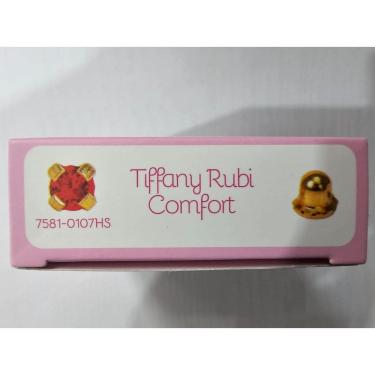 Tiffany Rubi
Comfort
7581-0107HS